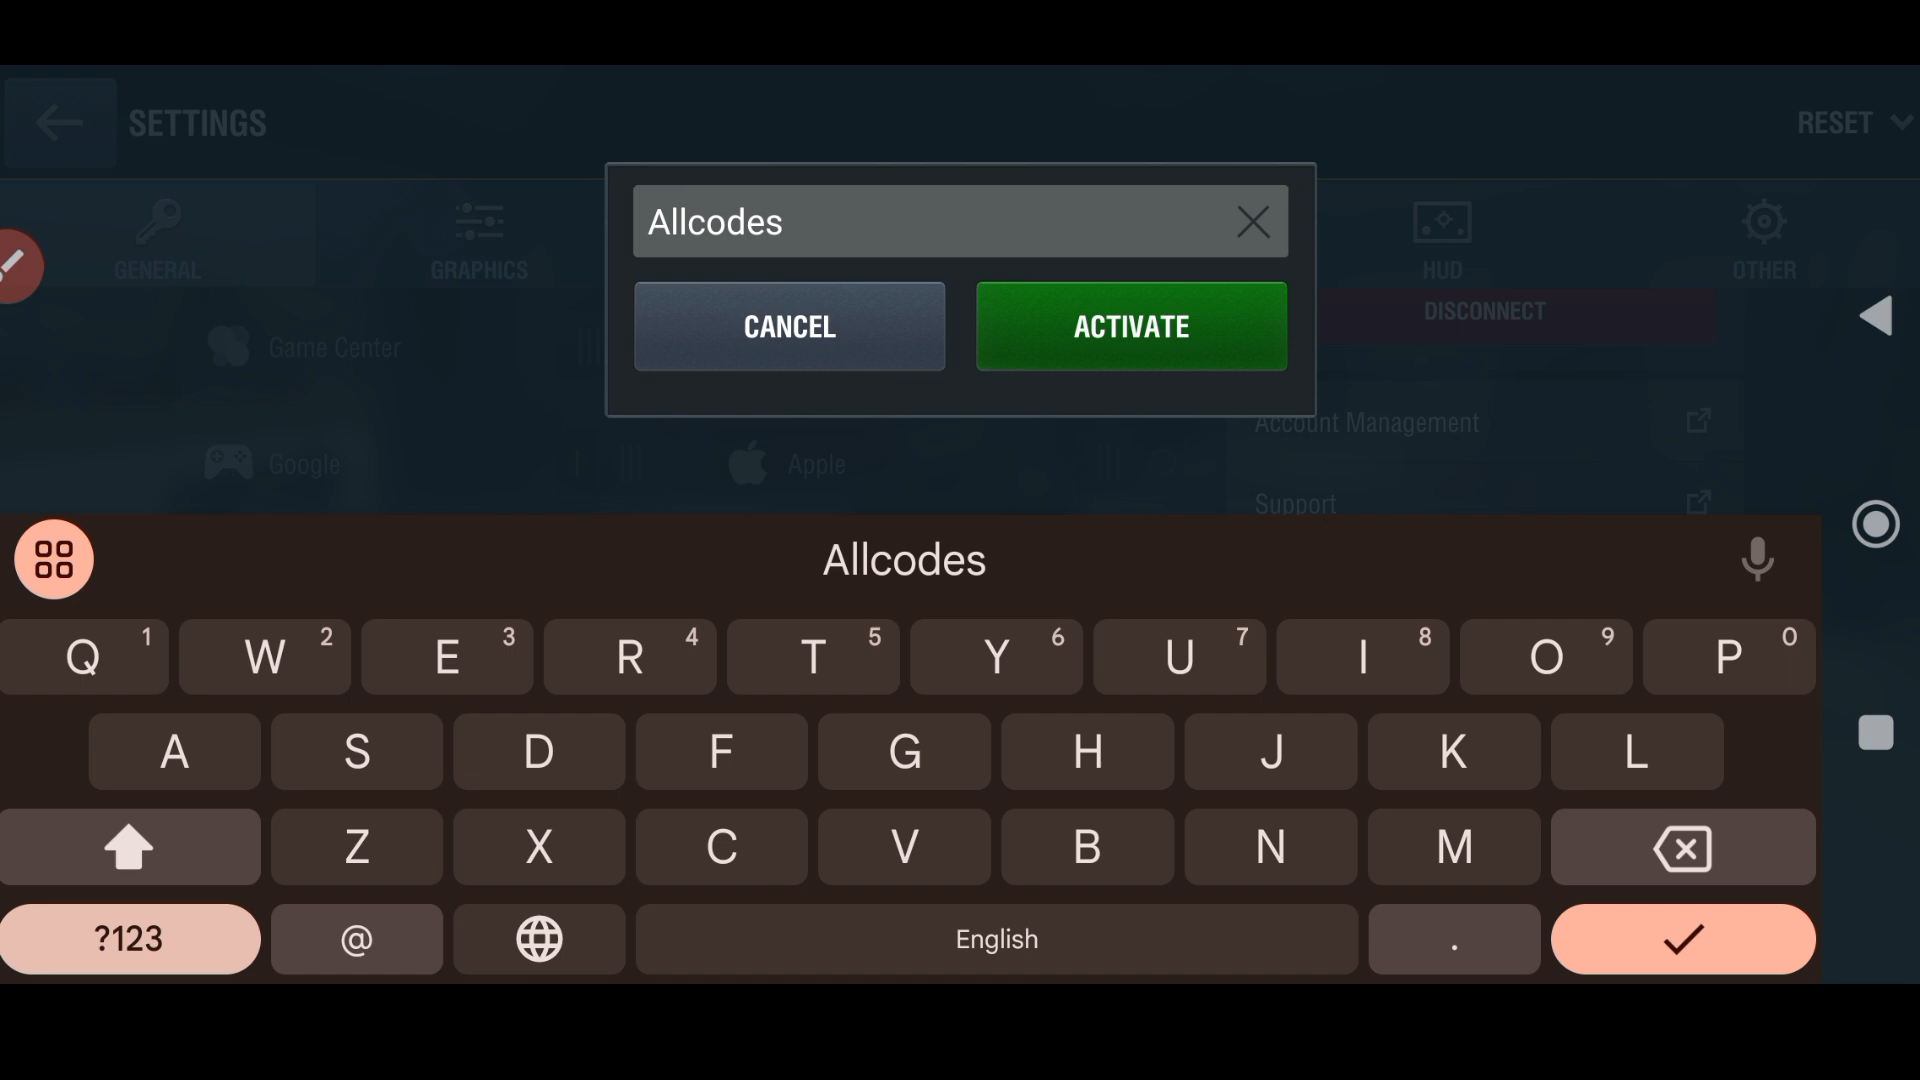 SETTINGS
RESET
Allcodes
CANCEL
ACTIVATE
GENERAL
GRAPHICS
HUD
OTHER
DISCONNECT
Game Center
Account Management
Google
Apple
Support
Allcodes
Q 1 W 2 E 3 R 4 T 5 Y 6 U 7 I 8 O 9 P 0
A S D F G H J K L
Z X C V B N M
?123 @ English .